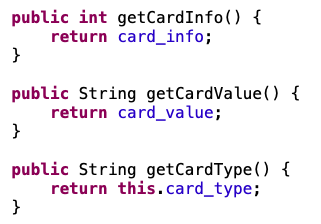 public int getCardInfo() {
    return card_info;
}

public String getCardValue() {
    return card_value;
}

public String getCardType() {
    return this.card_type;
}